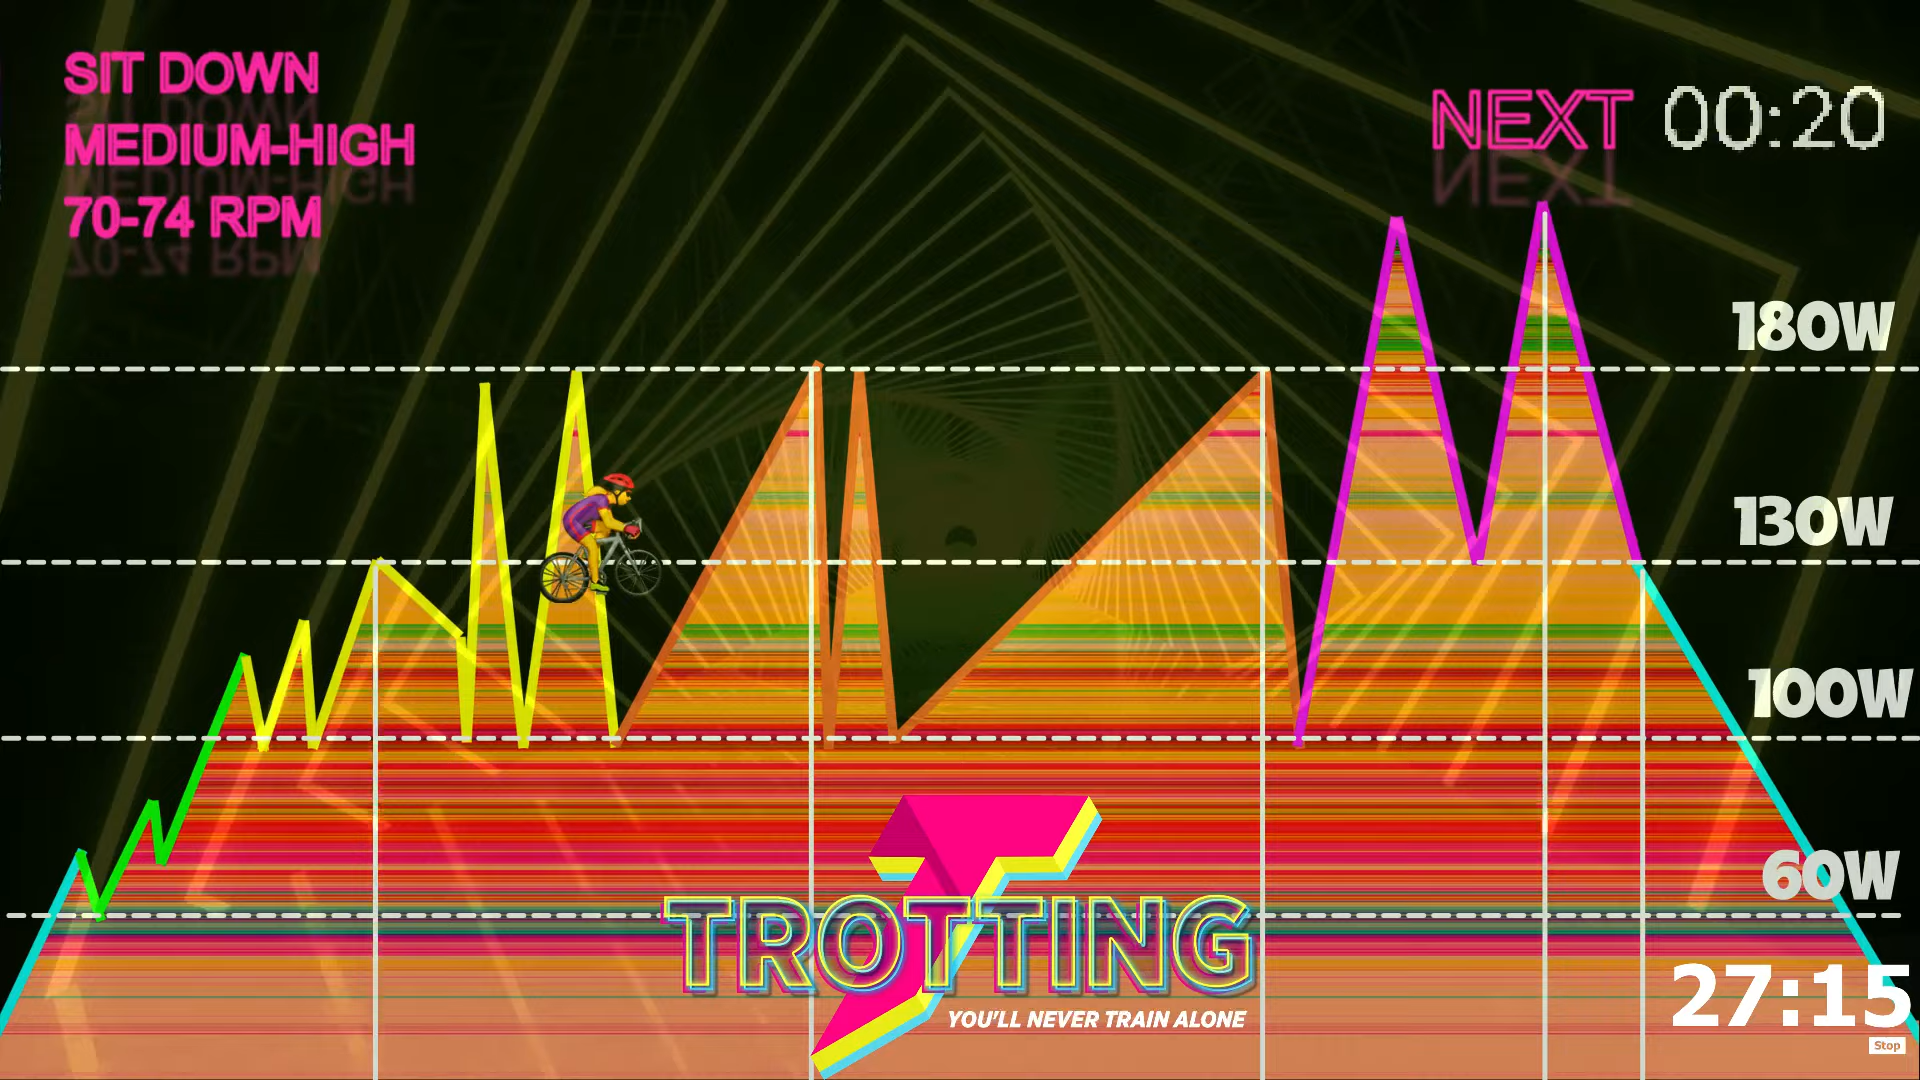 SIT DOWN
MEDIUM-HIGH
70-74 RPM
NEXT 00:20
180W
130W
100W
60W
TROTTING
YOU'LL NEVER TRAIN ALONE
27:15
Stop